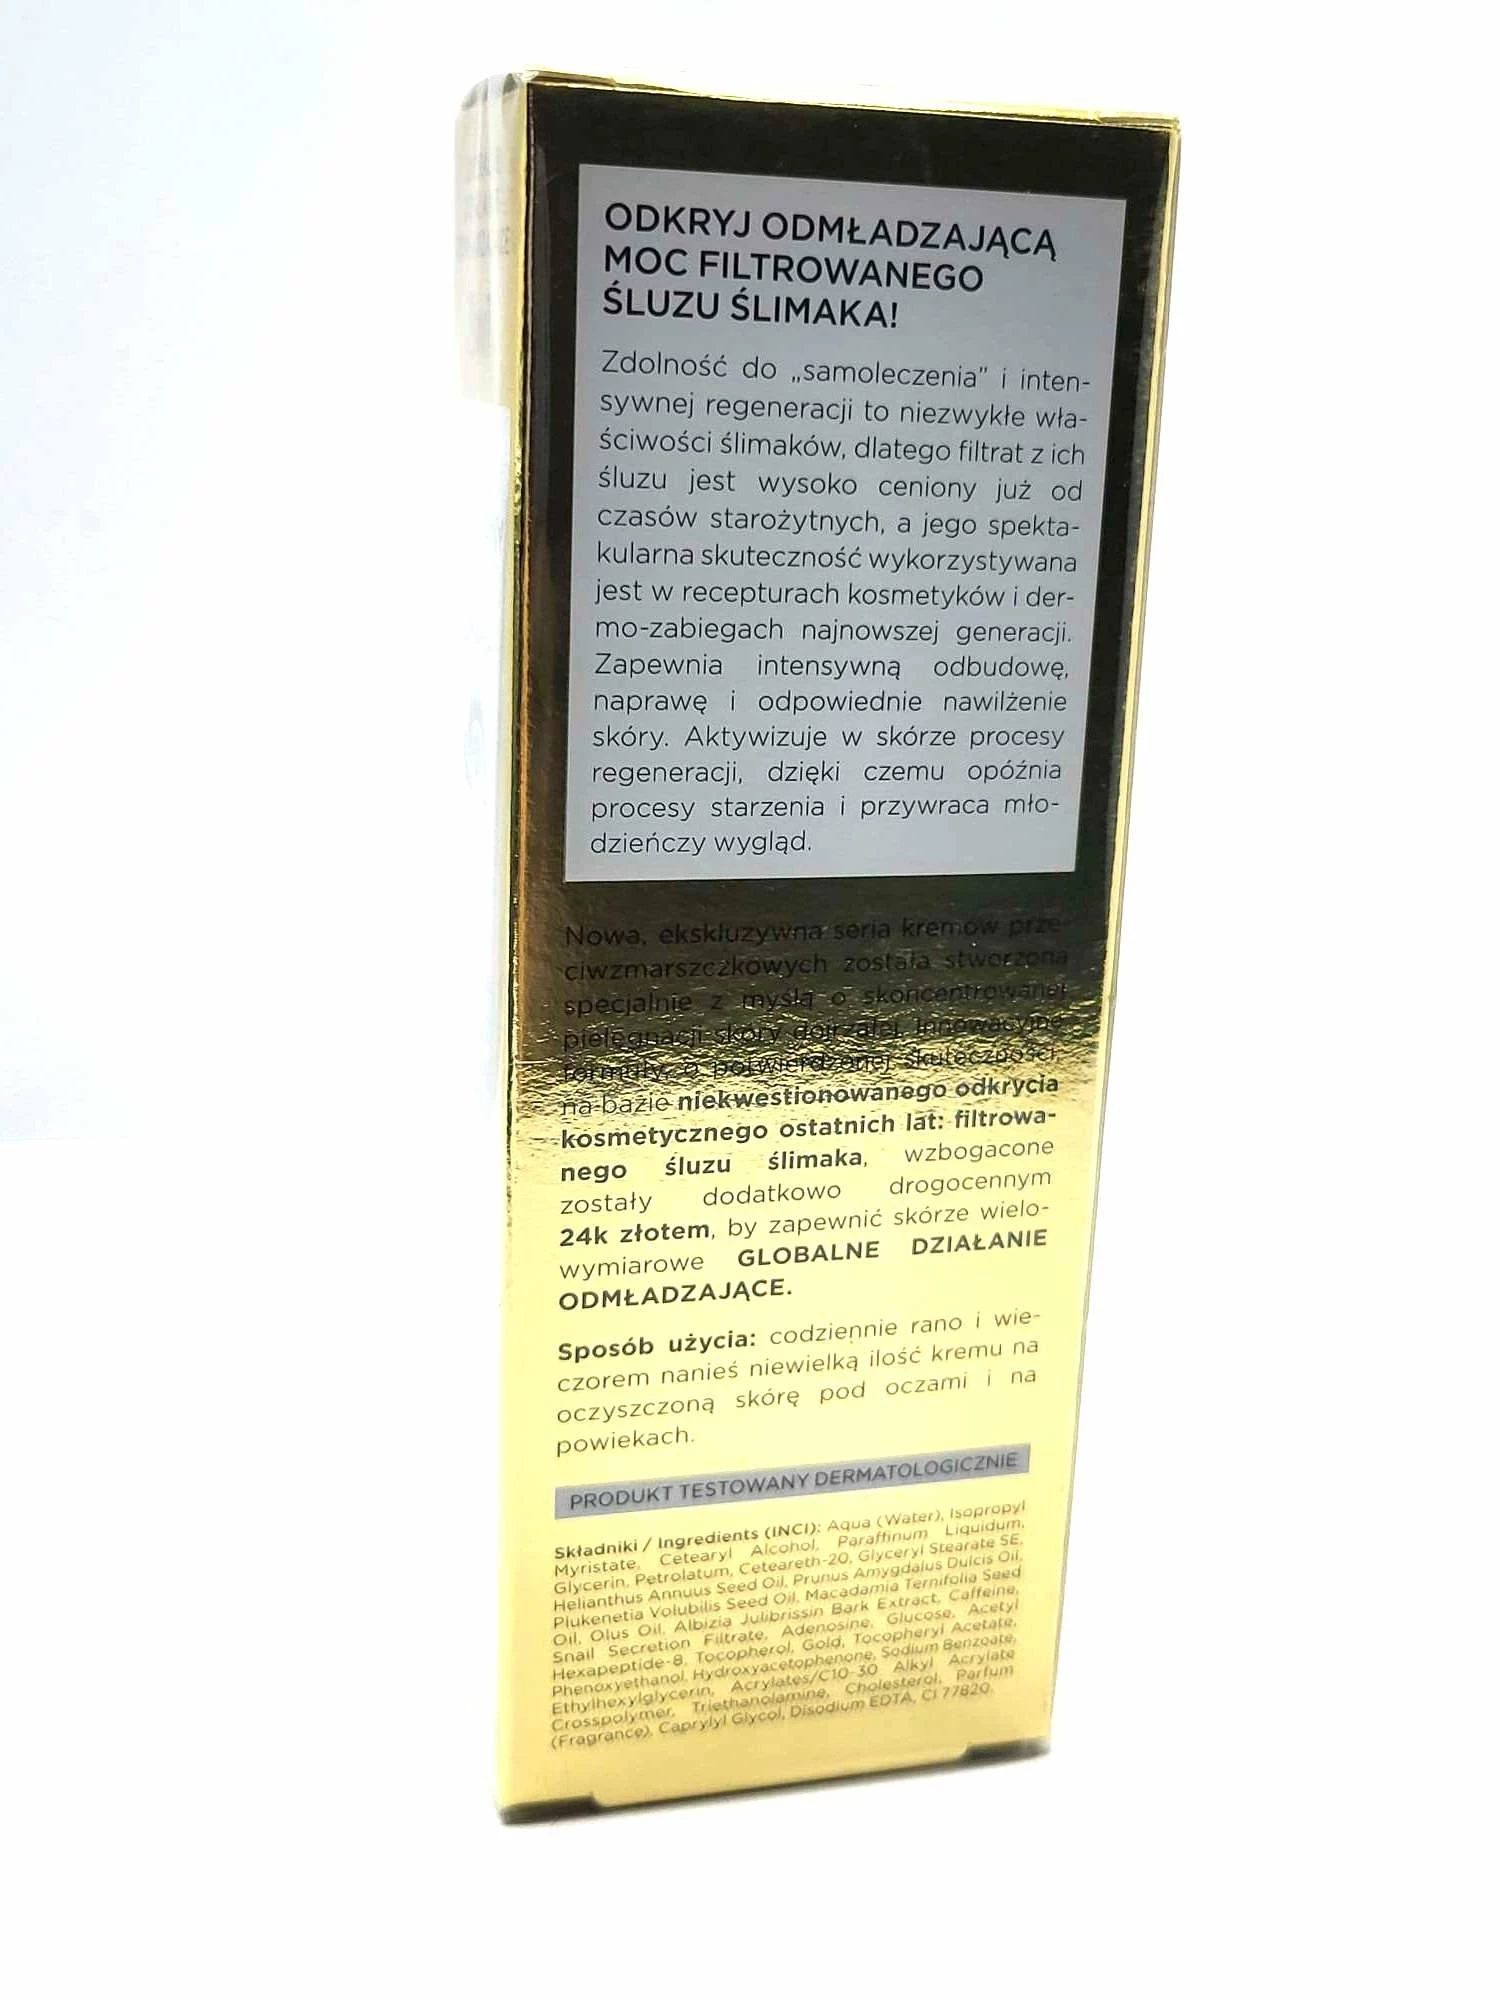 ODKRYJ ODMŁADZAJĄCĄ
MOC FILTROWANEGO
ŚLUZU ŚLIMAKA!
Zdolność do „samoleczenia" i inten-
sywnej regeneracji to niezwykłe wła-
ściwości ślimaków, dlatego filtrat z ich
śluzu jest wysoko ceniony już od
czasów starożytnych, a jego spekta-
kularna skuteczność wykorzystywana
jest w recepturach kosmetyków i der-
mo-zabiegach najnowszej generacji.
Zapewnia intensywną odbudowę,
naprawę i odpowiednie nawilżenie
skóry. Aktywizuje w skórze procesy
regeneracji, dzięki czemu opóźnia
procesy starzenia i przywraca mło-
dzieńczy wygląd.
Nowa, ekskluzywna seria kremów prze-
ciwzmarszczkowych została stworzona
specjalnie z myślą o skoncentrowanej
pielęgnacji skóry dojrzałej. Innowacyjne
formuły, o potwierdzonej skuteczności,
na bazie niekwestionowanego odkrycia
kosmetycznego ostatnich lat: filtrowa-
nego śluzu ślimaka, wzbogacone
zostały dodatkowo drogocennym
24k złotem, by zapewnić skórze wielo-
wymiarowe GLOBALNE DZIAŁANIE
ODMŁADZAJĄCE.
Sposób użycia: codziennie rano i wie-
czorem nanieś niewielką ilość kremu na
oczyszczoną skórę pod oczami i na
powiekach.
PRODUKT TESTOWANY DERMATOLOGICZNIE
Składniki / Ingredients (INCI): Aqua (Water), Isopropyl
Myristate, Cetearyl Alcohol, Paraffinum Liquidum,
Glycerin, Petrolatum, Ceteareth-20, Glyceryl Stearate SE,
Helianthus Annuus Seed Oil, Prunus Amygdalus Dulcis Oil,
Plukenetia Volubilis Seed Oil, Macadamia Ternifolia Seed
Oil, Olus Oil, Albizia Julibrissin Bark Extract, Caffeine,
Snail Secretion Filtrate, Adenosine, Glucose, Acetyl
Hexapeptide-8, Tocopherol, Gold, Tocopheryl Acetate,
Phenoxyethanol, Hydroxyacetophenone, Sodium Benzoate,
Ethylhexylglycerin, Acrylates/C10-30 Alkyl Acrylate
Crosspolymer, Triethanolamine, Cholesterol, Parfum
(Fragrance), Caprylyl Glycol, Disodium EDTA, CI 77820.